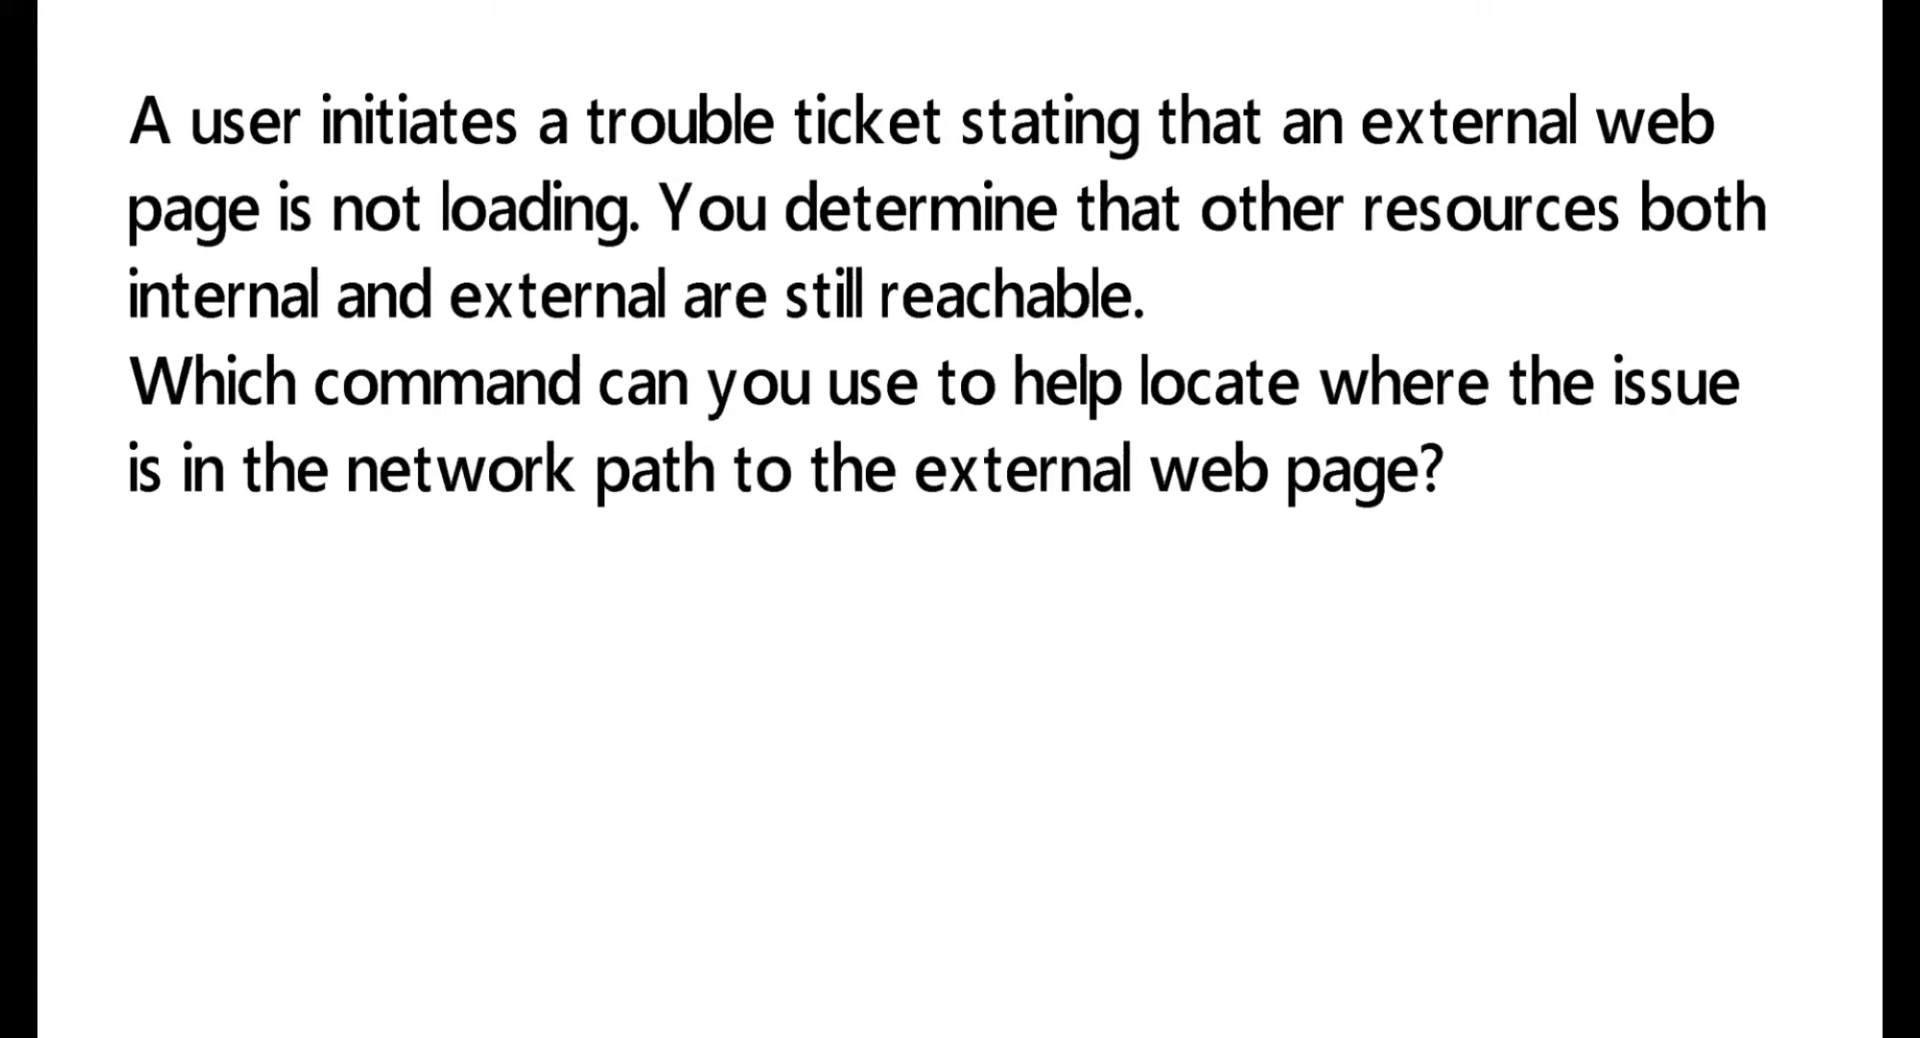 A user initiates a trouble ticket stating that an external web
page is not loading. You determine that other resources both
internal and external are still reachable.
Which command can you use to help locate where the issue
is in the network path to the external web page?